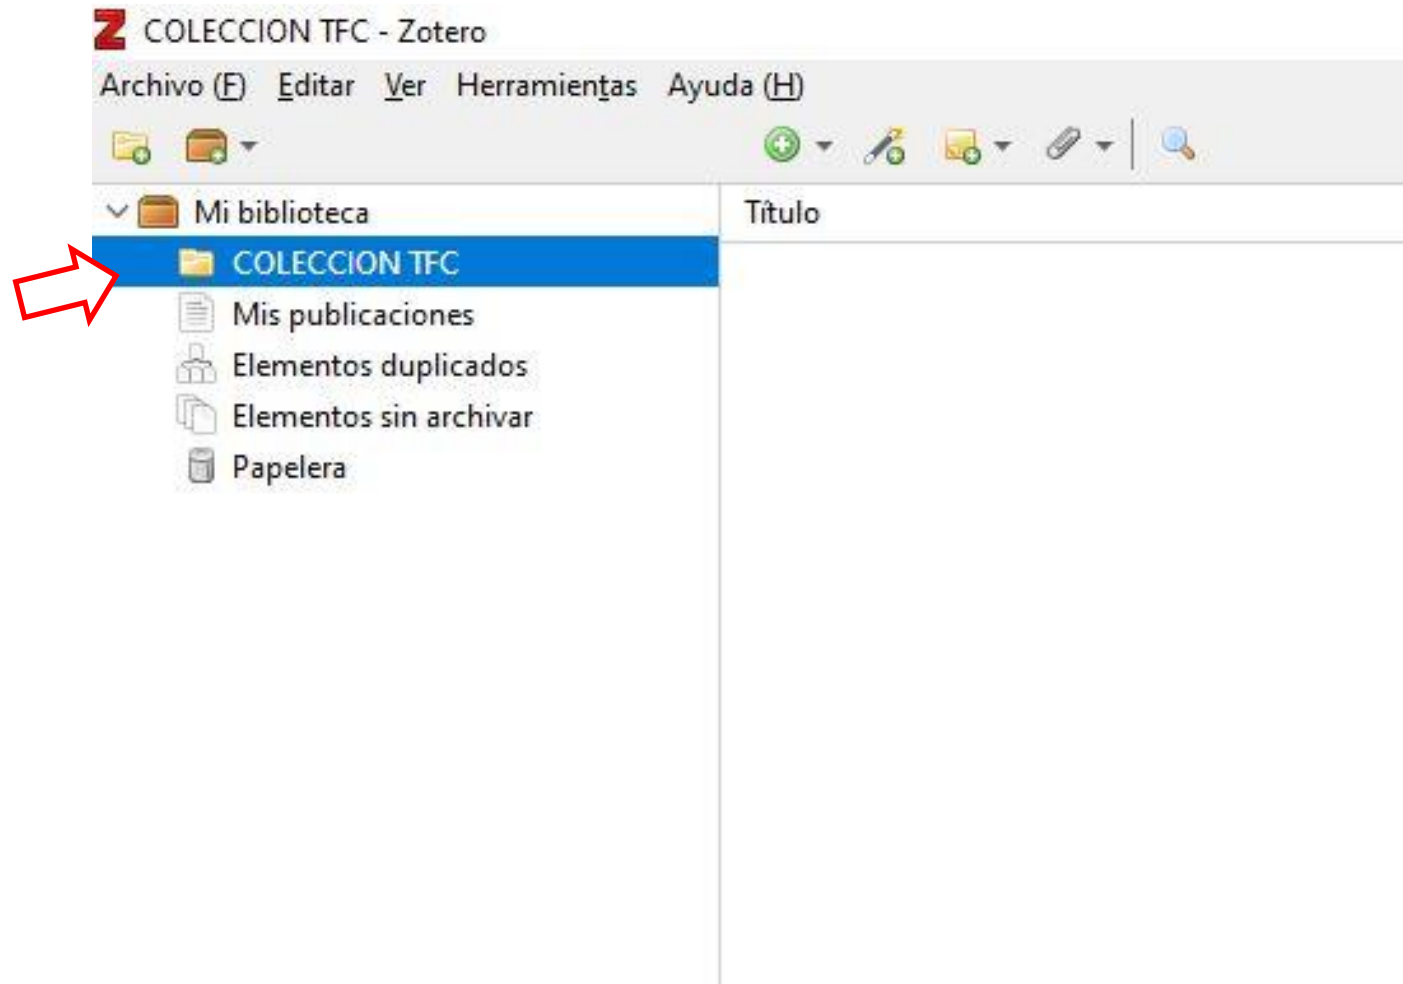 COLECCION TFC - Zotero
Archivo (F) Editar Ver Herramientas Ayuda (H)
Mi biblioteca
Título
COLECCION TFC
Mis publicaciones
Elementos duplicados
Elementos sin archivar
Papelera